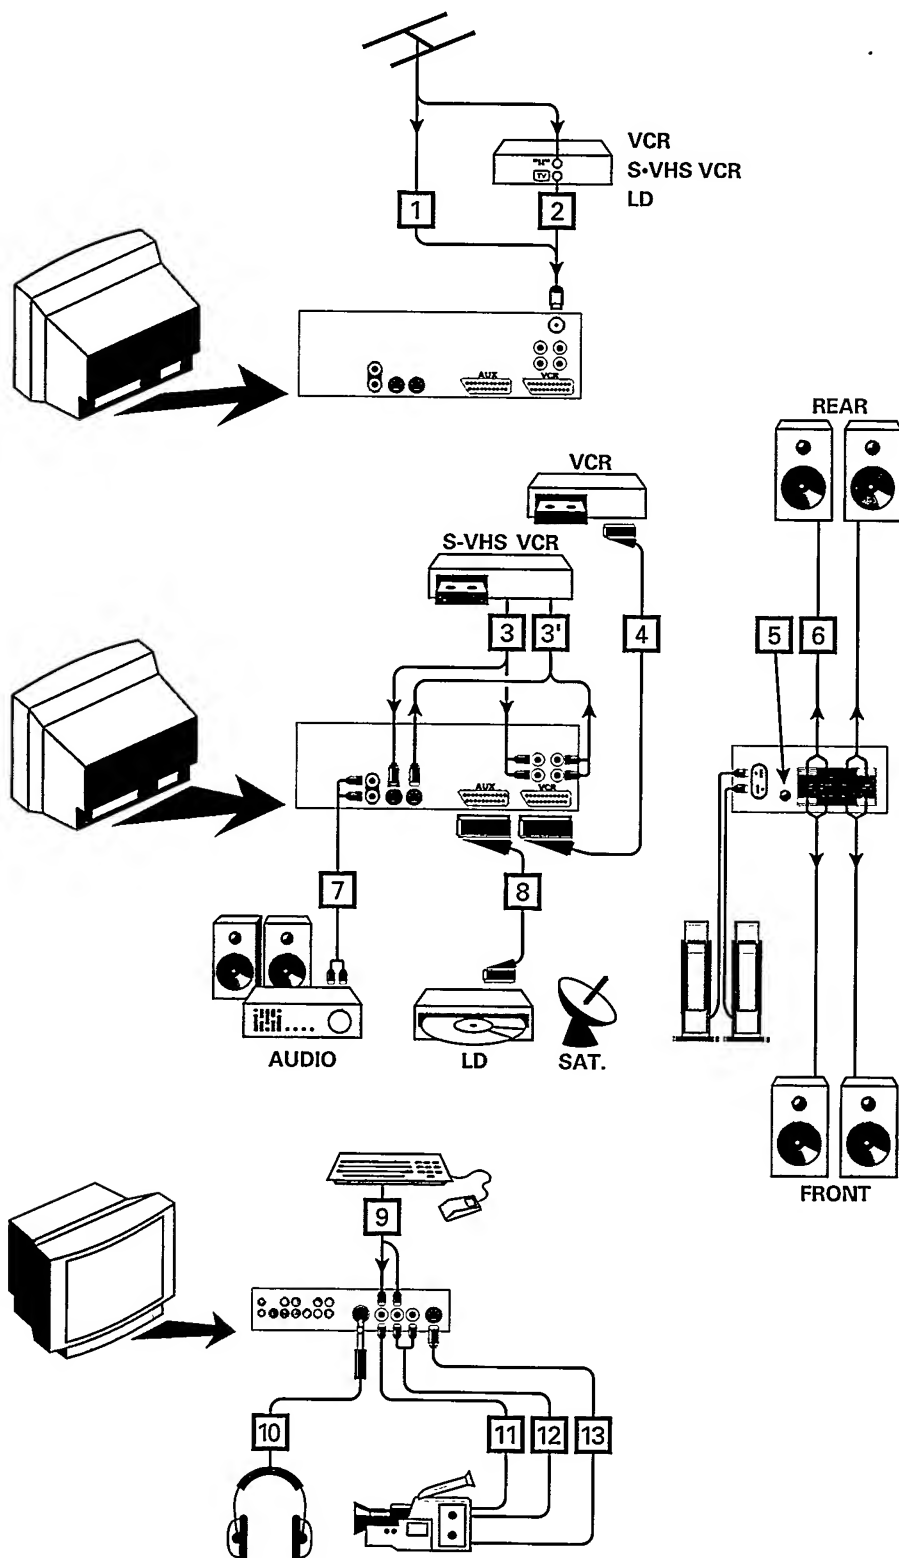 VCR
S•VHS VCR
LD
TV
1
2
AUX
VCR
REAR
VCR
S-VHS VCR
3
3'
4
5
6
AUX
VCR
7
8
AUDIO
LD
SAT.
FRONT
9
10
11
12
13